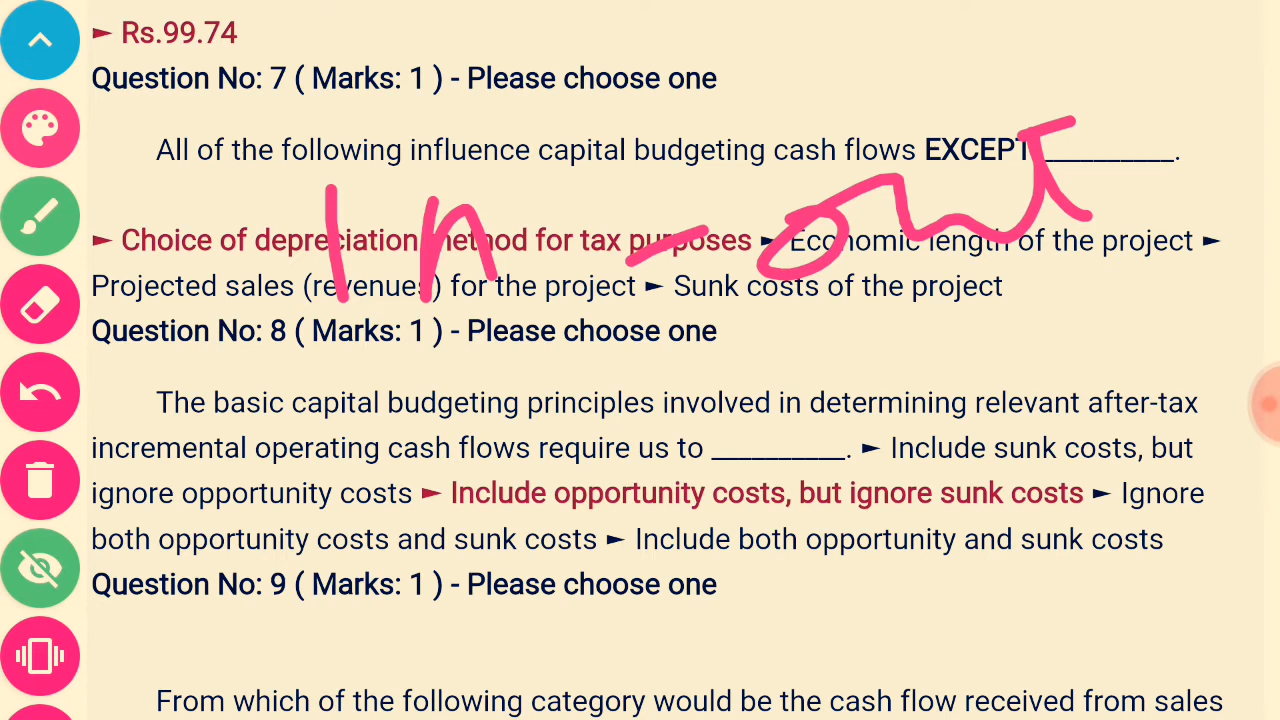 ► Rs.99.74
Question No: 7 ( Marks: 1 ) - Please choose one
All of the following influence capital budgeting cash flows EXCEPT __________.
In - out
► Choice of depreciation method for tax purposes ► Economic length of the project ►
Projected sales (revenues) for the project ► Sunk costs of the project
Question No: 8 ( Marks: 1 ) - Please choose one
The basic capital budgeting principles involved in determining relevant after-tax
incremental operating cash flows require us to __________. ► Include sunk costs, but
ignore opportunity costs ► Include opportunity costs, but ignore sunk costs ► Ignore
both opportunity costs and sunk costs ► Include both opportunity and sunk costs
Question No: 9 ( Marks: 1 ) - Please choose one
From which of the following category would be the cash flow received from sales